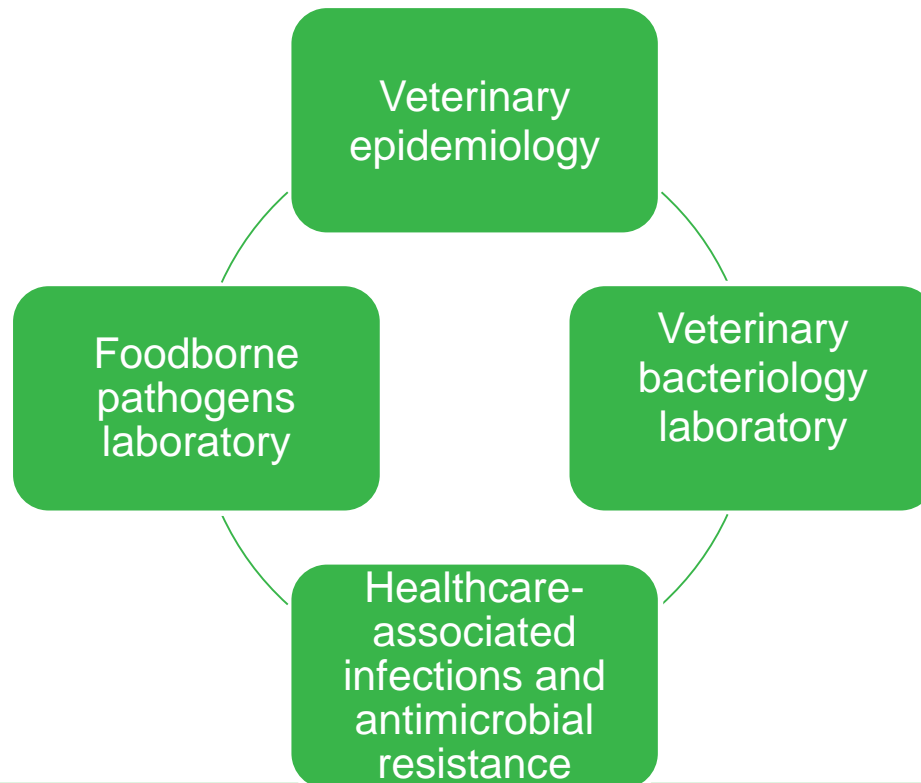 Veterinary
epidemiology
Foodborne
pathogens
laboratory
Veterinary
bacteriology
laboratory
Healthcare-
associated
infections and
antimicrobial
resistance